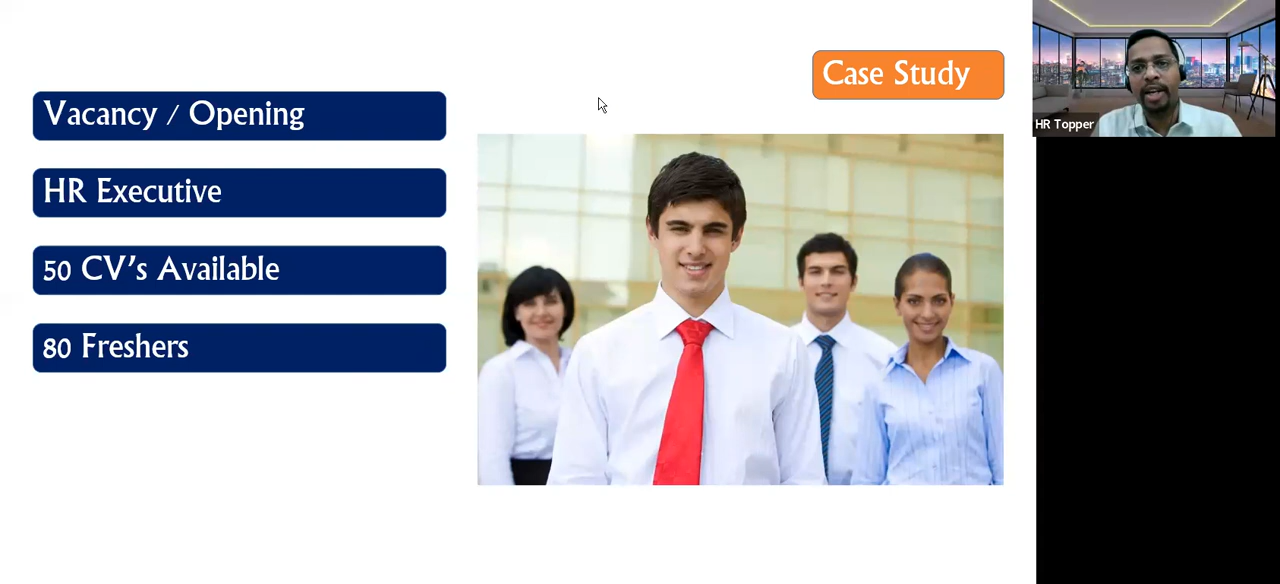 Case Study
Vacancy / Opening
HR Executive
50 CV's Available
80 Freshers
HR Topper